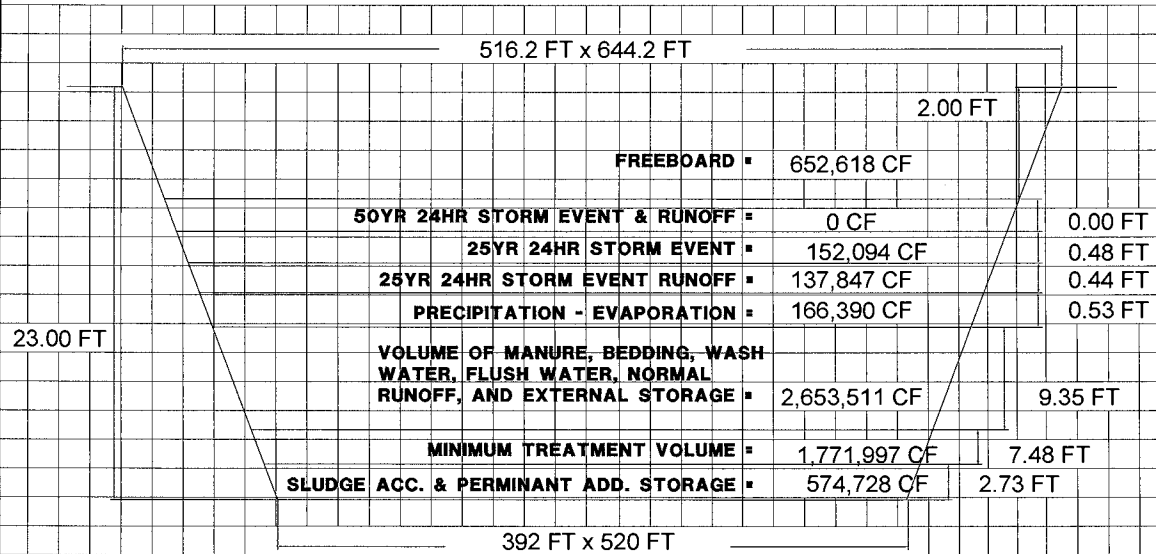 516.2 FT x 644.2 FT
2.00 FT
FREEBOARD = 652,618 CF
50YR 24HR STORM EVENT & RUNOFF = 0 CF 0.00 FT
25YR 24HR STORM EVENT = 152,094 CF 0.48 FT
25YR 24HR STORM EVENT RUNOFF = 137,847 CF 0.44 FT
PRECIPITATION - EVAPORATION = 166,390 CF 0.53 FT
23.00 FT
VOLUME OF MANURE, BEDDING, WASH
WATER, FLUSH WATER, NORMAL
RUNOFF, AND EXTERNAL STORAGE = 2,653,511 CF 9.35 FT
MINIMUM TREATMENT VOLUME = 1,771,997 CF 7.48 FT
SLUDGE ACC. & PERMINANT ADD. STORAGE = 574,728 CF 2.73 FT
392 FT x 520 FT